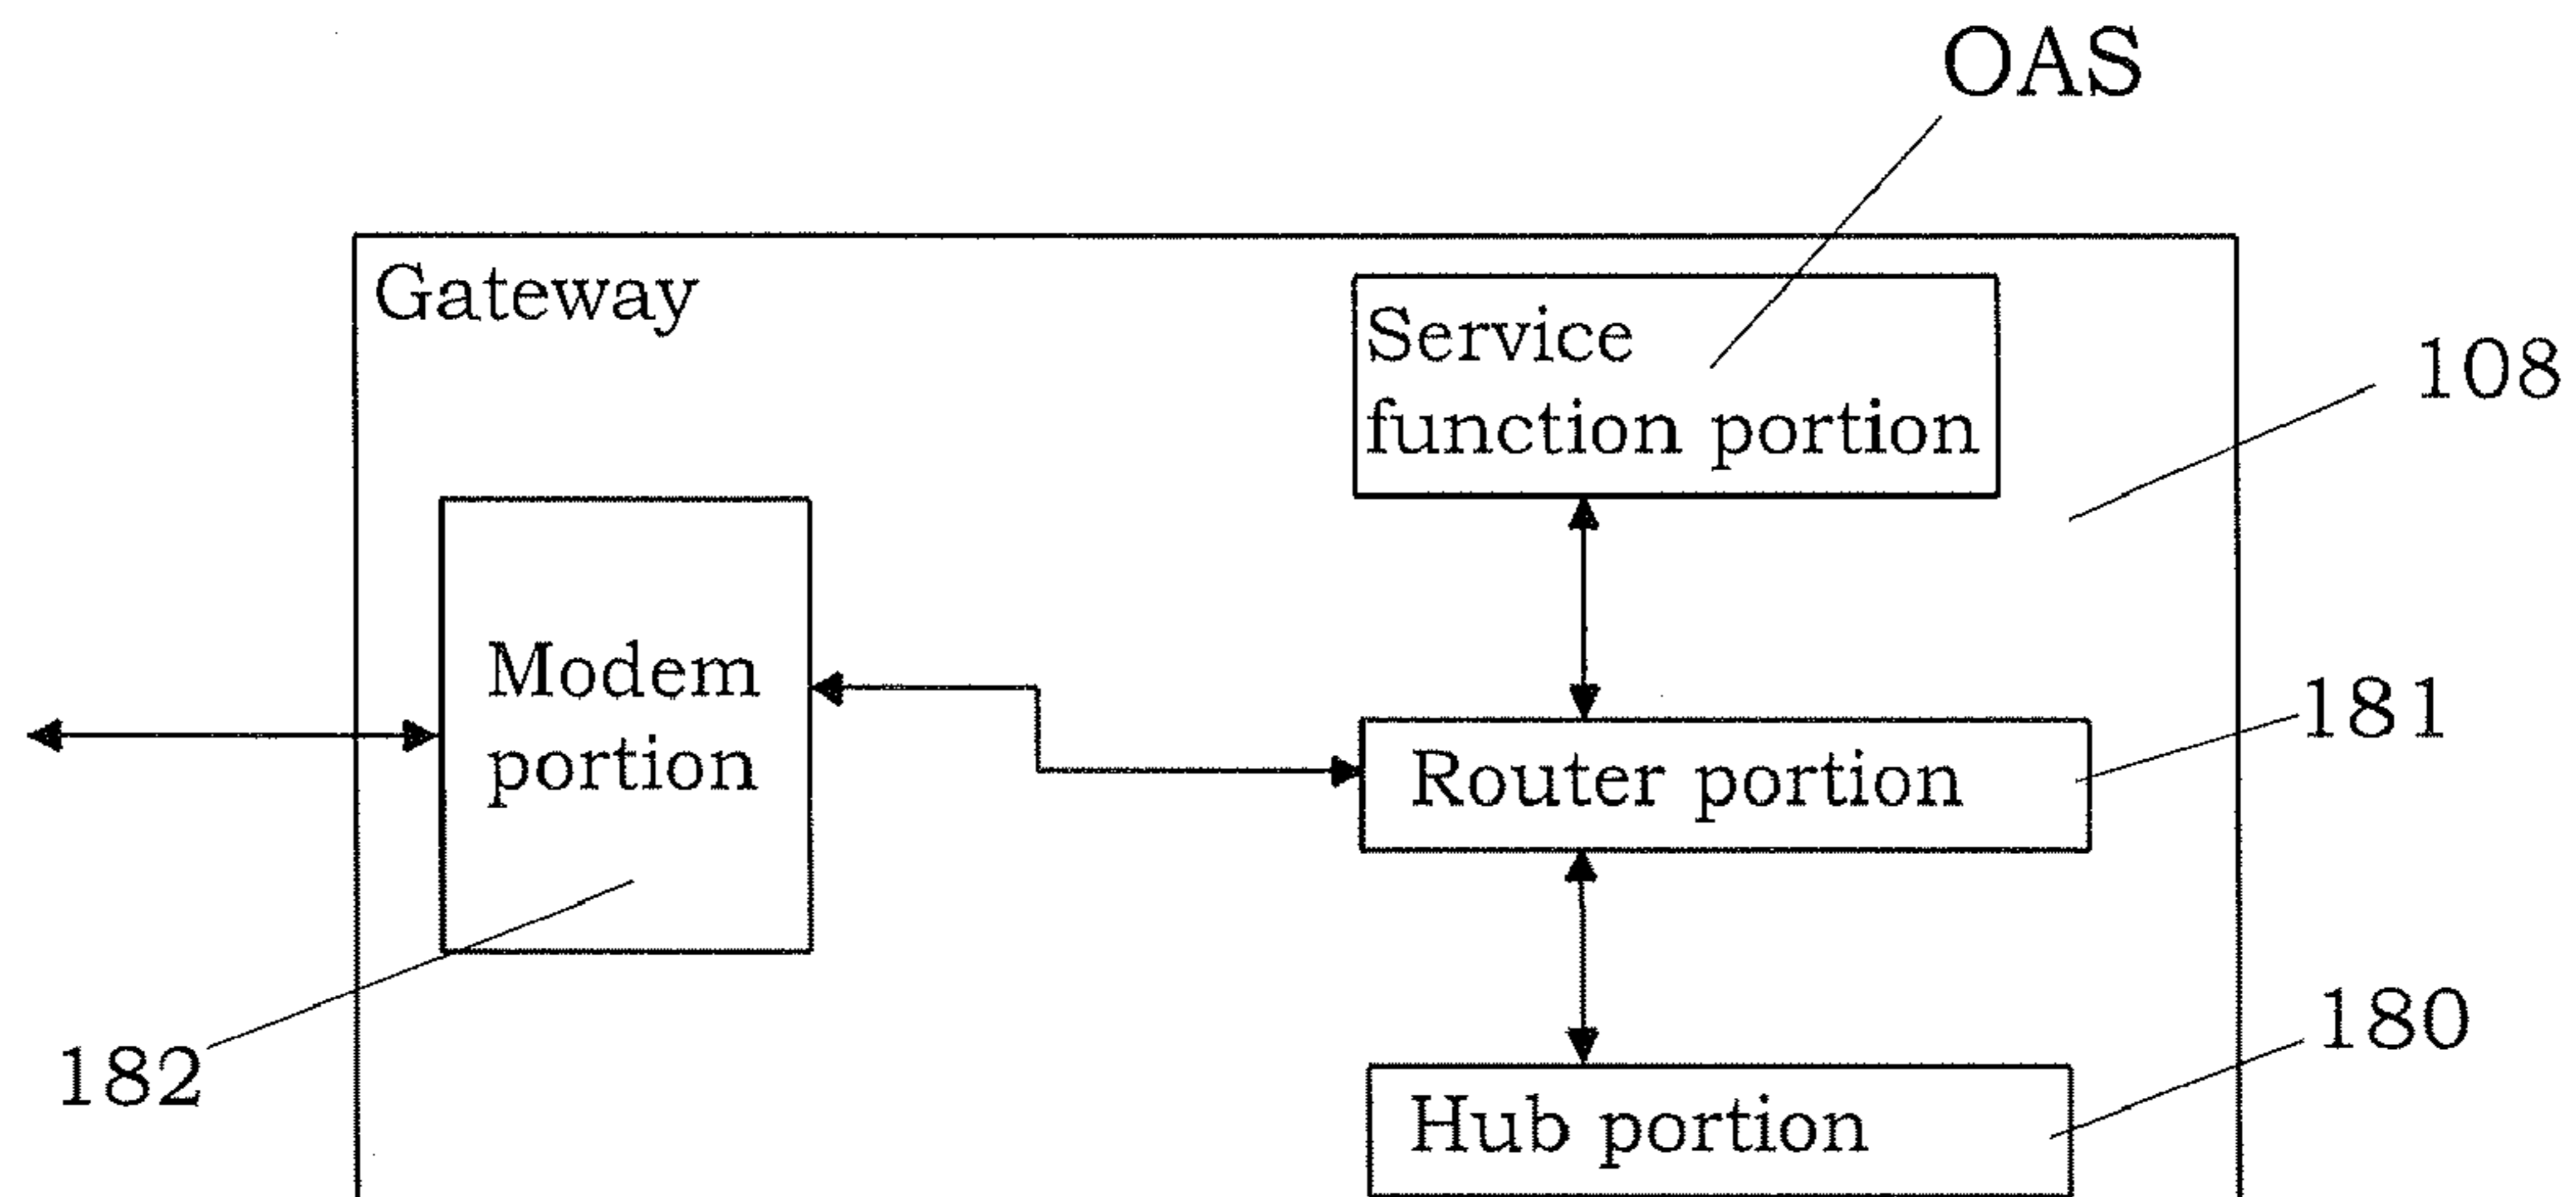 OAS
Gateway
Service
function portion
108
Modem
portion
181
Router portion
180
182
Hub portion